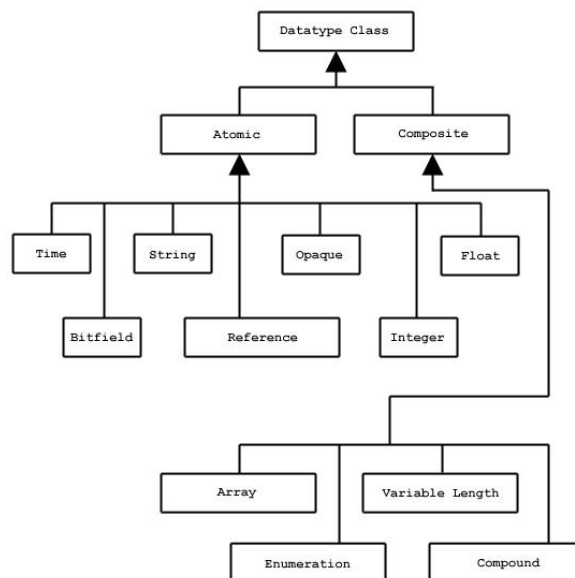 Datatype Class
Atomic
Composite
Time
String
Opaque
Float
Bitfield
Reference
Integer
Array
Variable Length
Enumeration
Compound